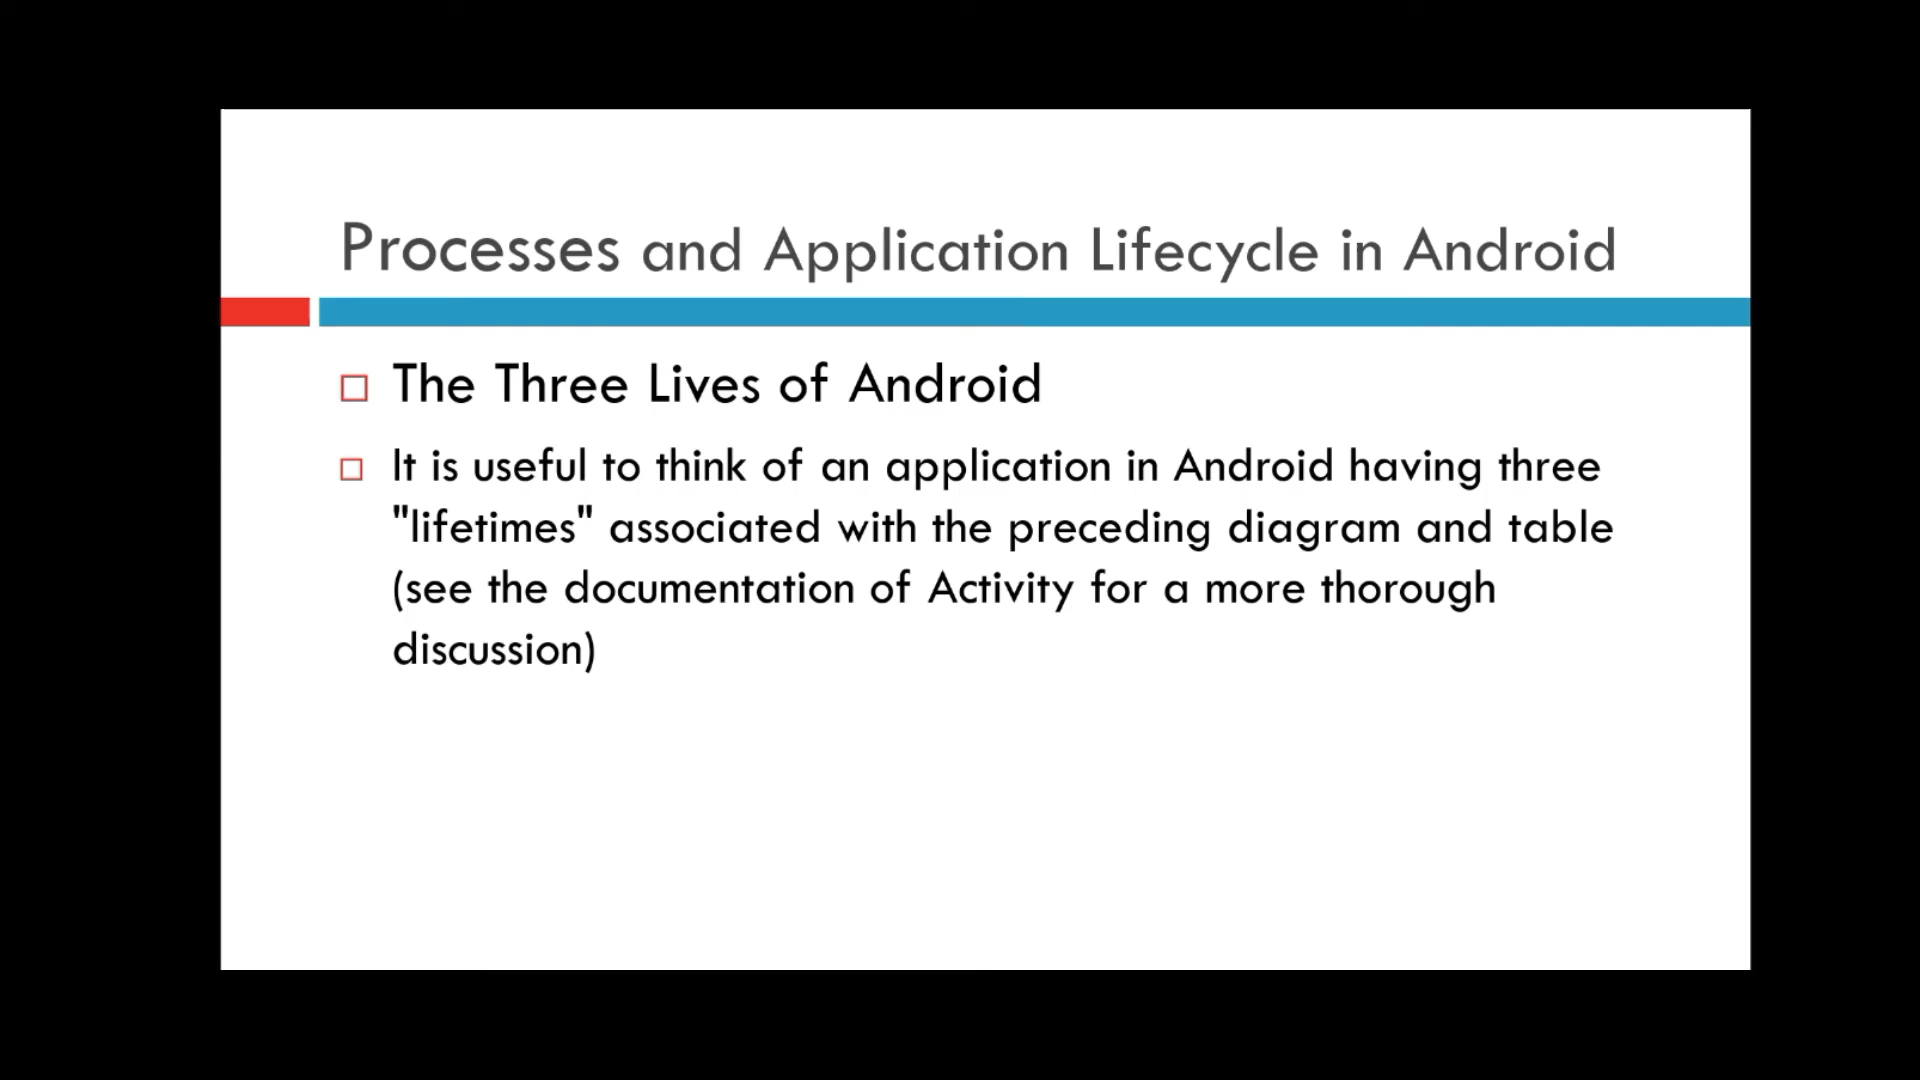 Processes and Application Lifecycle in Android
The Three Lives of Android
It is useful to think of an application in Android having three
"lifetimes" associated with the preceding diagram and table
(see the documentation of Activity for a more thorough
discussion)